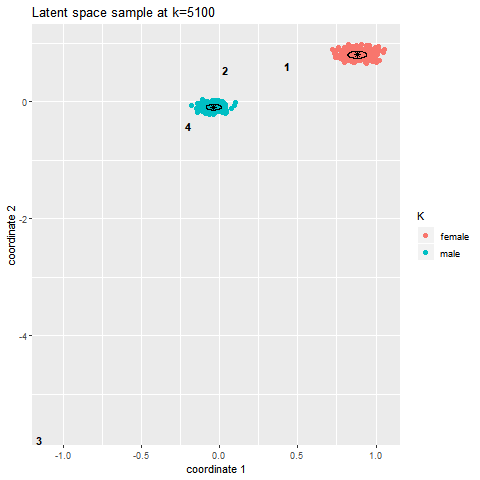 Latent space sample at k=5100
2
1
0
4
coordinate 2
-2
K
female
male
-4
3
-1.0 -0.5 0.0 0.5 1.0
coordinate 1